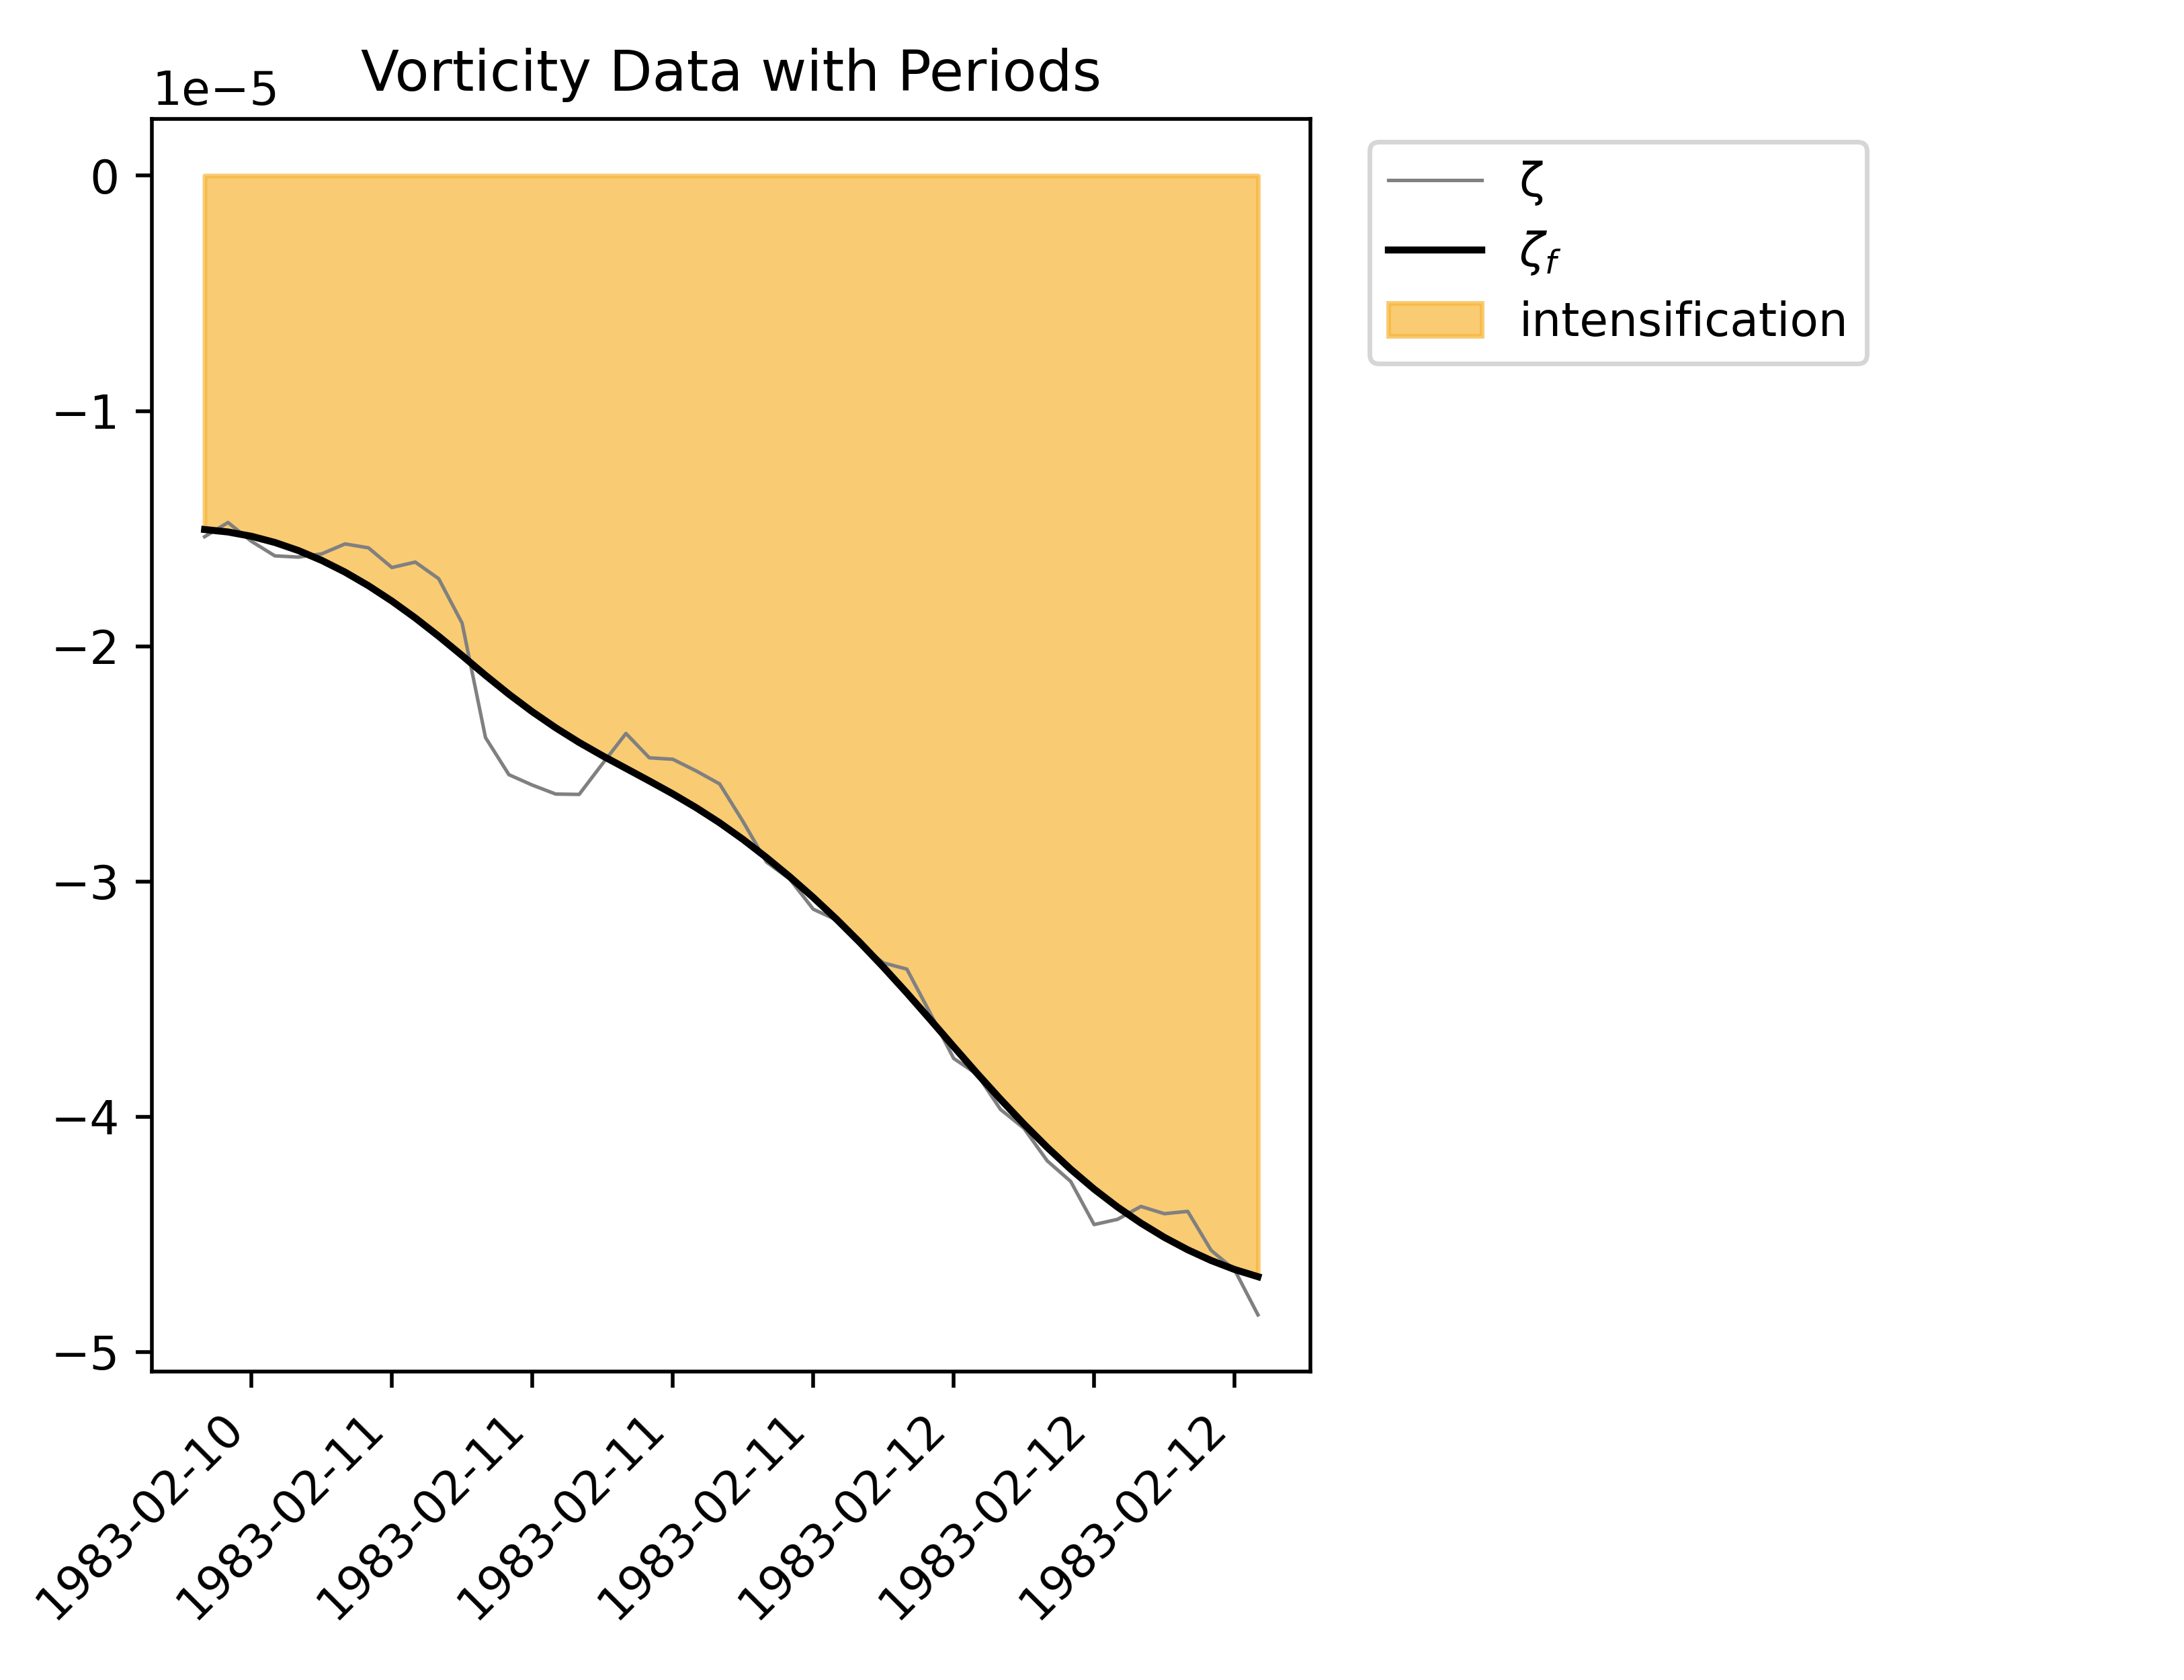 Vorticity Data with Periods
1e−5
0
−1
−2
−3
−4
−5
1983-02-10
1983-02-11
1983-02-11
1983-02-11
1983-02-11
1983-02-12
1983-02-12
1983-02-12
ζ
ζf
intensification